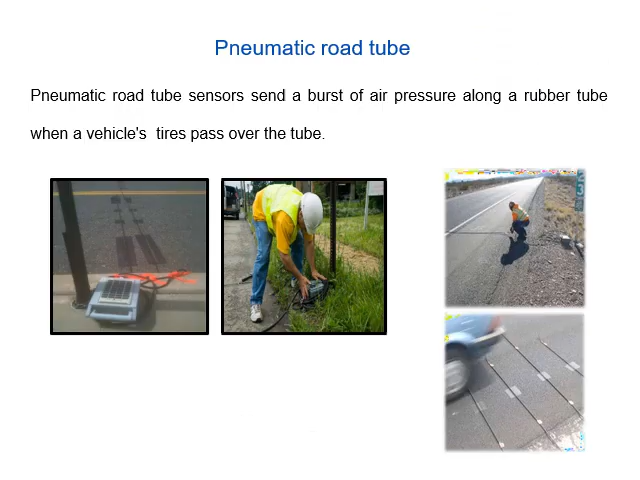 Pneumatic road tube
Pneumatic road tube sensors send a burst of air pressure along a rubber tube
when a vehicle's  tires pass over the tube.